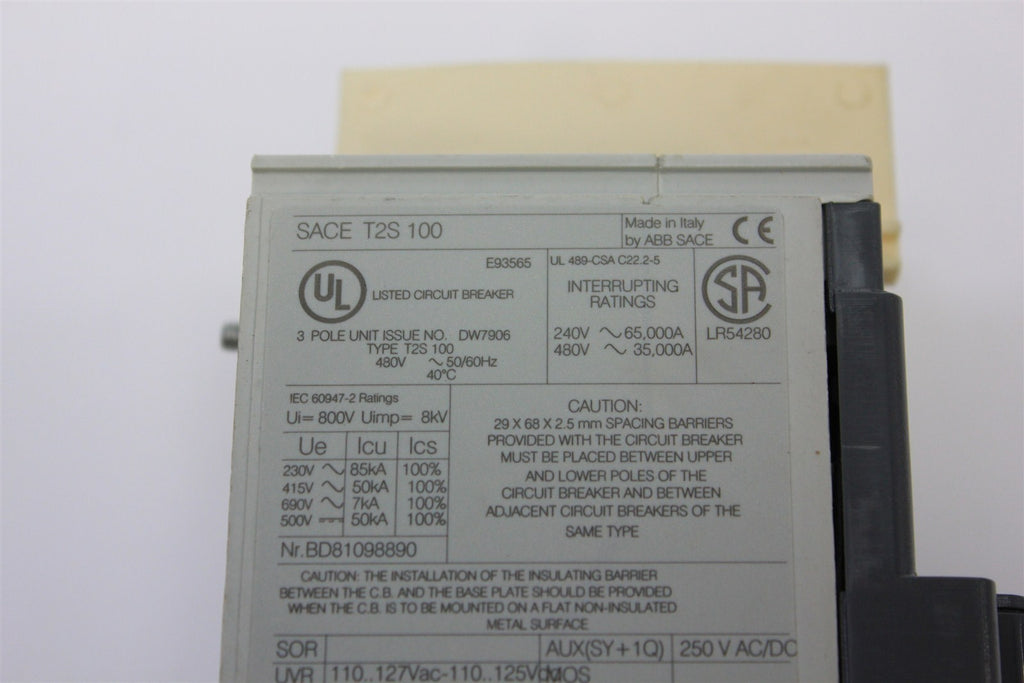 SACE T2S 100
Made in Italy
by ABB SACE
CE
E93565
UL
LISTED CIRCUIT BREAKER
3 POLE UNIT ISSUE NO. DW7906
TYPE T2S 100
480V ~ 50/60Hz
40°C
UL 489-CSA C22.2-5
INTERRUPTING
RATINGS
240V ~ 65,000A
480V ~ 35,000A
SA
LR54280
IEC 60947-2 Ratings
Ui= 800V Uimp= 8kV
Ue Icu Ics
230V ~ 85kA 100%
415V ~ 50kA 100%
690V ~ 7kA 100%
500V ⎓ 50kA 100%
Nr.BD81098890
CAUTION:
29 X 68 X 2.5 mm SPACING BARRIERS
PROVIDED WITH THE CIRCUIT BREAKER
MUST BE PLACED BETWEEN UPPER
AND LOWER POLES OF THE
CIRCUIT BREAKER AND BETWEEN
ADJACENT CIRCUIT BREAKERS OF THE
SAME TYPE
CAUTION: THE INSTALLATION OF THE INSULATING BARRIER
BETWEEN THE C.B. AND THE BASE PLATE SHOULD BE PROVIDED
WHEN THE C.B. IS TO BE MOUNTED ON A FLAT NON-INSULATED
METAL SURFACE
SOR AUX(SY+1Q) 250 V AC/DC
UVR 110..127Vac-110..125Vdc MOS